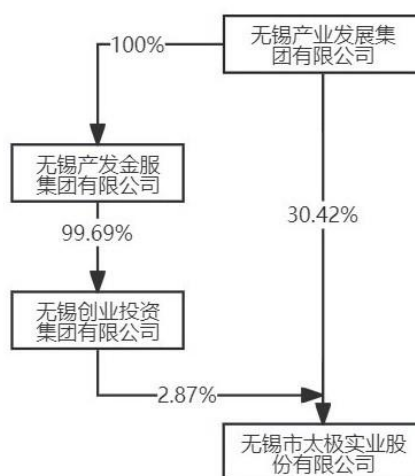 无锡产业发展集
团有限公司
100%
无锡产发金服
集团有限公司
30.42%
99.69%
无锡创业投资
集团有限公司
2.87%
无锡市太极实业股
份有限公司